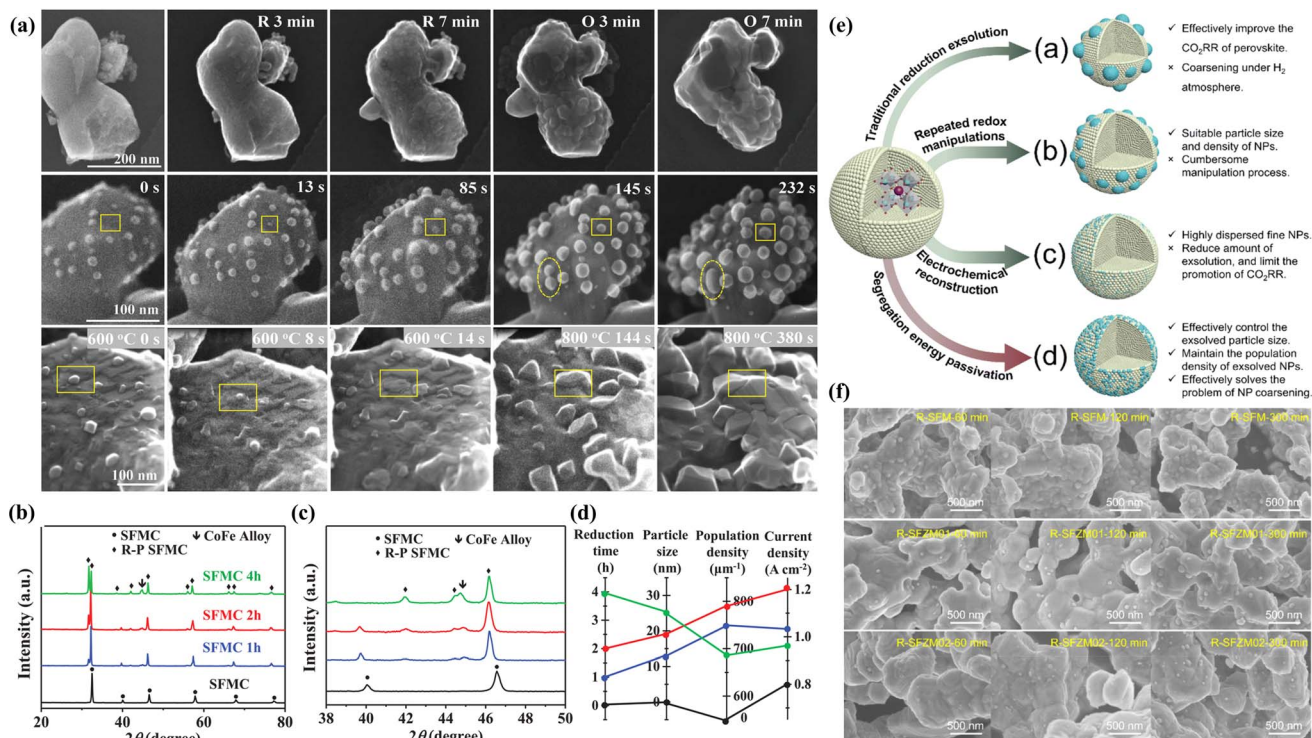 (a)
R 3 min
R 7 min
O 3 min
O 7 min
200 nm
0 s
13 s
85 s
145 s
232 s
100 nm
600 °C 0 s
600 °C 8 s
600 °C 14 s
800 °C 144 s
800 °C 380 s
100 nm
(b)
SFMC
CoFe Alloy
R-P SFMC
SFMC 4h
SFMC 2h
SFMC 1h
SFMC
Intensity (a.u.)
20 40 60 80
2θ(degree)
(c)
SFMC
CoFe Alloy
R-P SFMC
Intensity (a.u.)
38 40 42 44 46 48 50
2θ(degree)
(d)
Reduction time (h)
Particle size (nm)
Population density (μm⁻¹)
Current density (A cm⁻²)
4 3 2 1 0
30 20 10 0
800 700 600 0
1.2 1.0 0.8
(e)
Traditional reduction exsolution
(a)
✓ Effectively improve the
CO₂RR of perovskite.
× Coarsening under H₂
atmosphere.
Repeated redox
manipulations
(b)
✓ Suitable particle size
and density of NPs.
× Cumbersome
manipulation process.
Electrochemical
reconstruction
(c)
✓ Highly dispersed fine NPs.
× Reduce amount of
exsolution, and limit the
promotion of CO₂RR.
Segregation energy passivation
(d)
✓ Effectively control the
exsolved particle size.
✓ Maintain the population
density of exsolved NPs.
✓ Effectively solves the
problem of NP coarsening.
(f)
R-SFM-60 min
R-SFM-120 min
R-SFM-300 min
500 nm
500 nm
500 nm
R-SFZM01-60 min
R-SFZM01-120 min
R-SFZM01-300 min
500 nm
500 nm
500 nm
R-SFZM02-60 min
R-SFZM02-120 min
R-SFZM02-300 min
500 nm
500 nm
500 nm